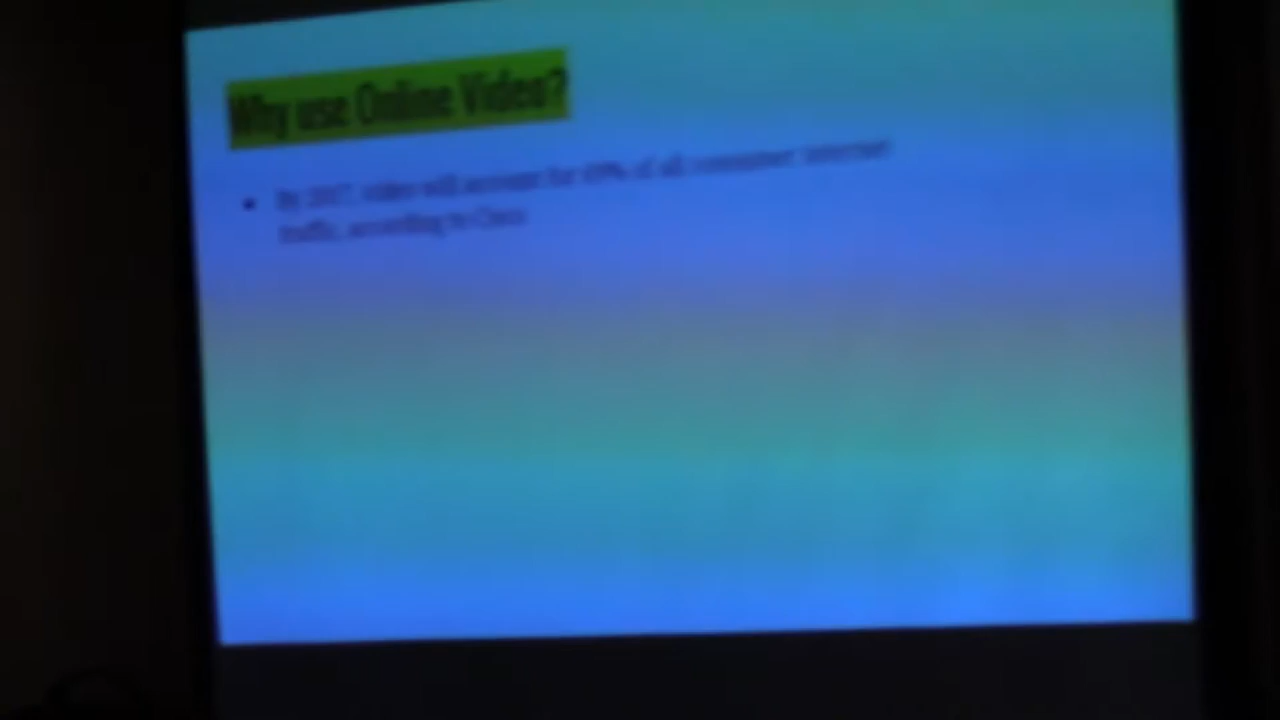 Why use Online Video?
• By 2017, video will account for 69% of all consumer internet
traffic, according to Cisco